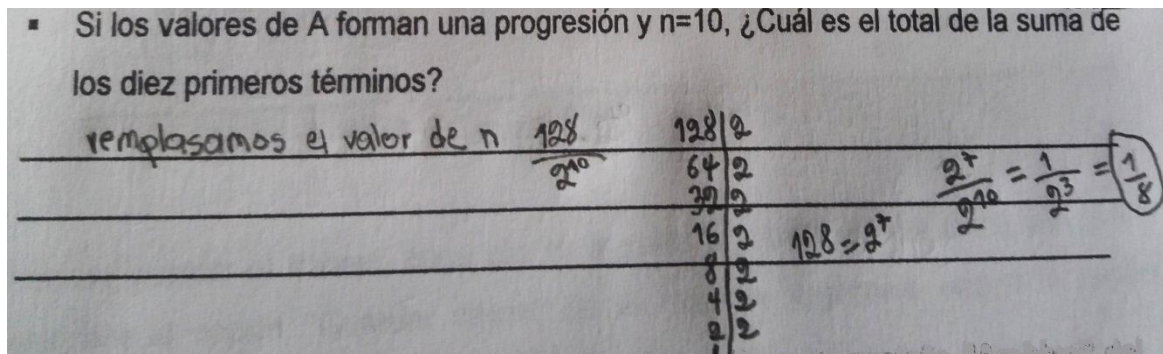 ▪ Si los valores de A forman una progresión y n=10, ¿Cuál es el total de la suma de
los diez primeros términos?
remplasamos el valor de n 128/2^10
128|2
64|2
32|2
16|2
8|2
4|2
2|2
1
128=2^7
2^7/2^10 = 1/2^3 = 1/8